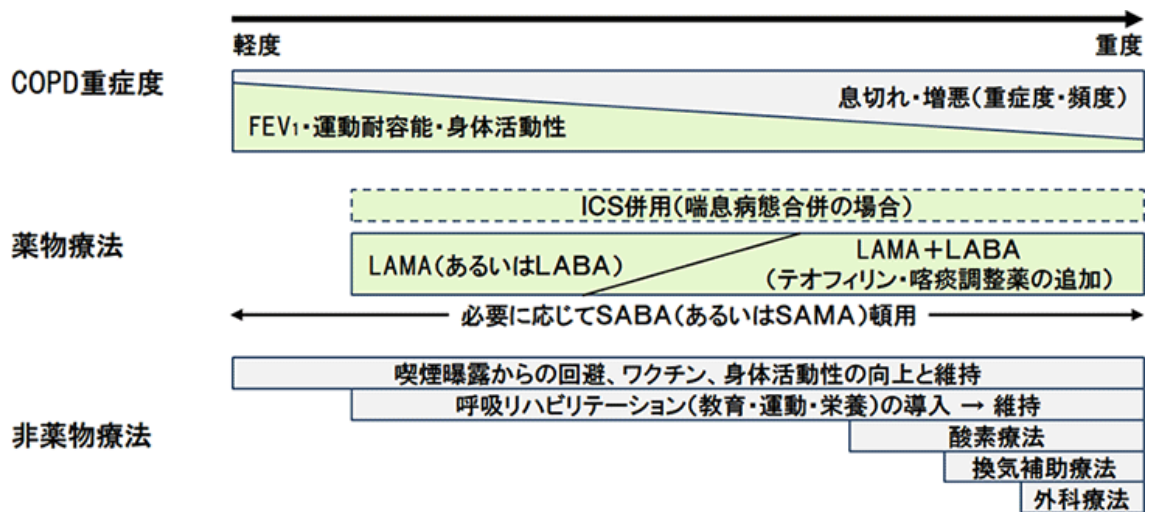 軽度
重度
COPD重症度
息切れ・増悪(重症度・頻度)
FEV₁・運動耐容能・身体活動性
ICS併用(喘息病態合併の場合)
薬物療法
LAMA(あるいはLABA)
LAMA+LABA
(テオフィリン・喀痰調整薬の追加)
必要に応じてSABA(あるいはSAMA)頓用
喫煙曝露からの回避、ワクチン、身体活動性の向上と維持
呼吸リハビリテーション(教育・運動・栄養)の導入 → 維持
非薬物療法
酸素療法
換気補助療法
外科療法